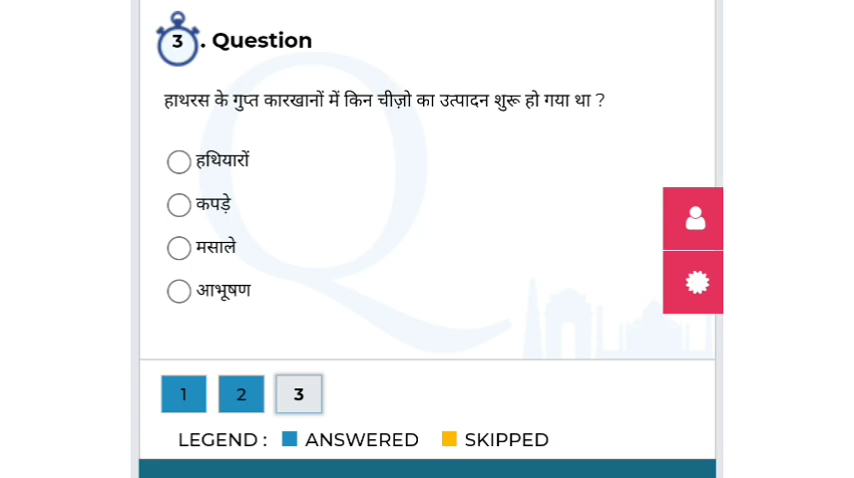 3 . Question
हाथरस के गुप्त कारखानों में किन चीज़ो का उत्पादन शुरू हो गया था ?
हथियारों
कपड़े
मसाले
आभूषण
1 2 3
LEGEND : ANSWERED SKIPPED